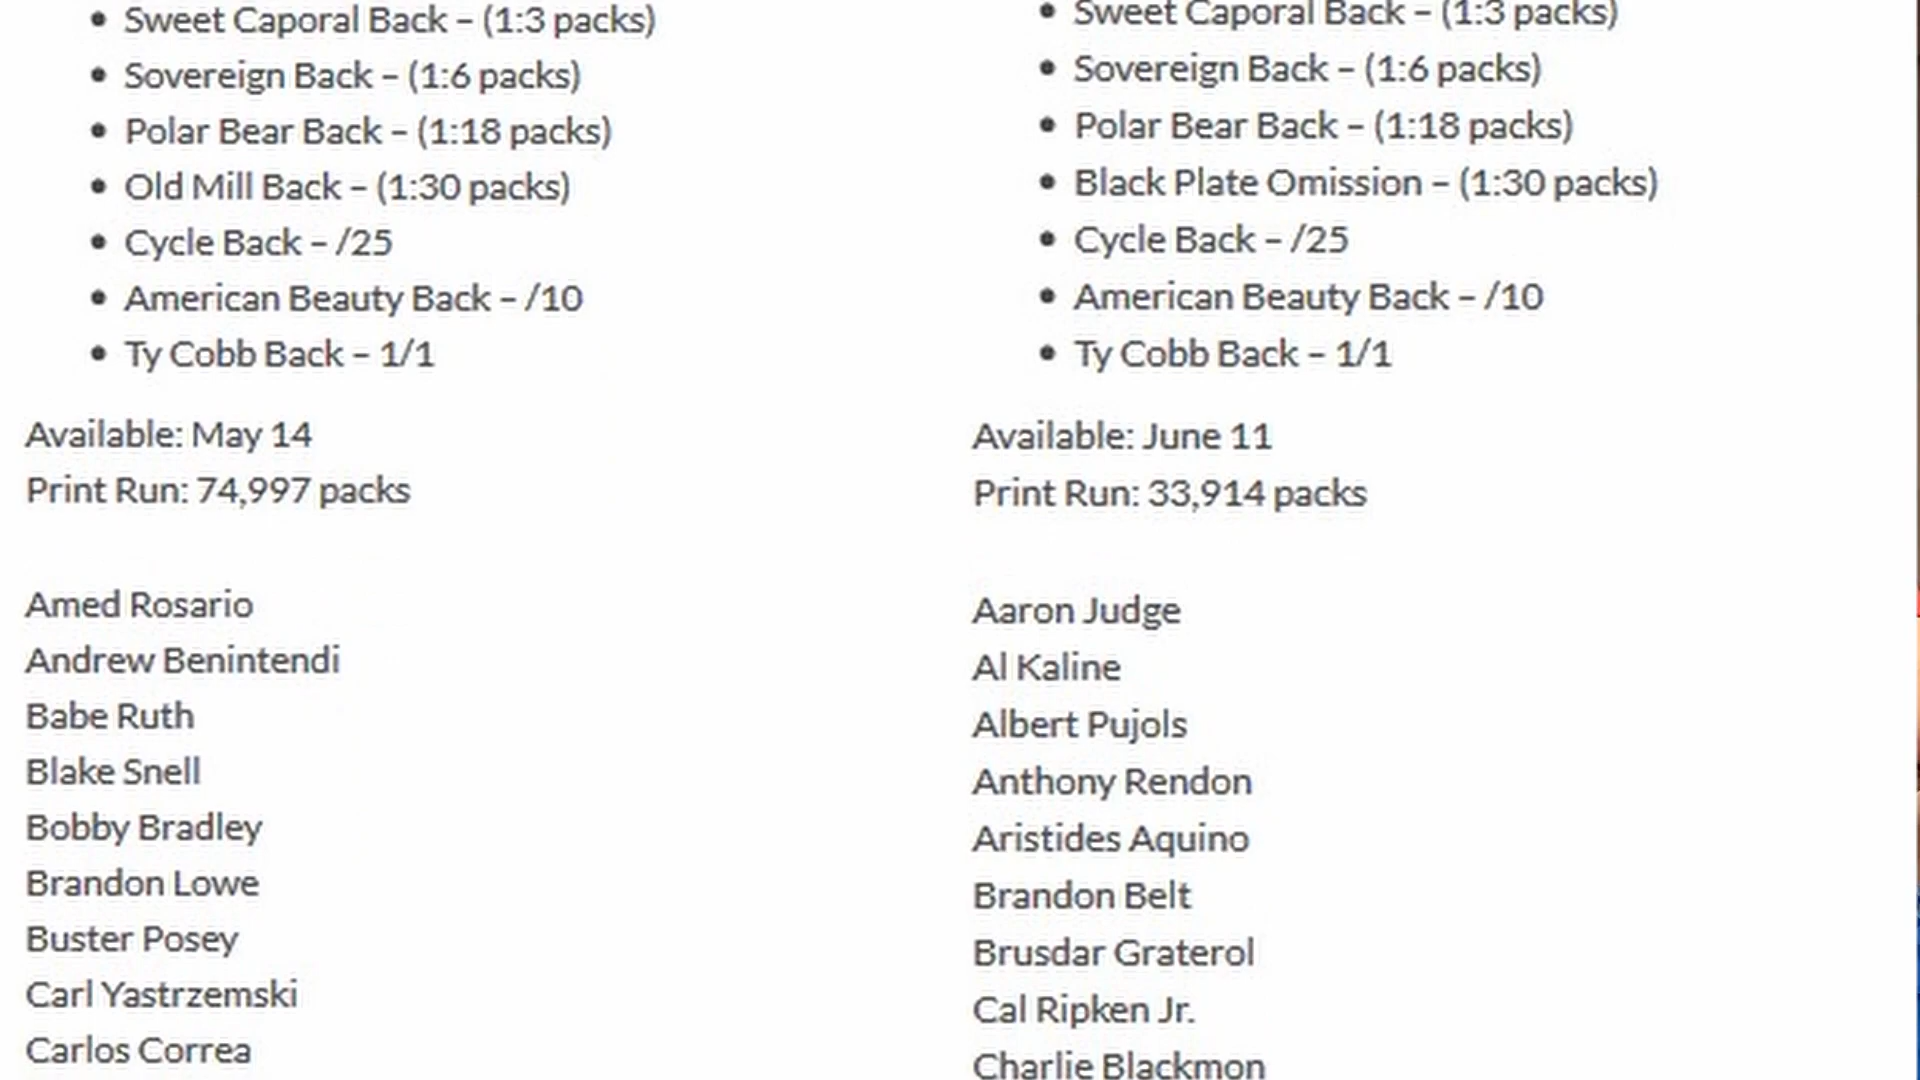 Sweet Caporal Back – (1:3 packs)
Sovereign Back – (1:6 packs)
Polar Bear Back – (1:18 packs)
Old Mill Back – (1:30 packs)
Cycle Back – /25
American Beauty Back – /10
Ty Cobb Back – 1/1
Available: May 14
Print Run: 74,997 packs
Amed Rosario
Andrew Benintendi
Babe Ruth
Blake Snell
Bobby Bradley
Brandon Lowe
Buster Posey
Carl Yastrzemski
Carlos Correa
Sweet Caporal Back – (1:3 packs)
Sovereign Back – (1:6 packs)
Polar Bear Back – (1:18 packs)
Black Plate Omission – (1:30 packs)
Cycle Back – /25
American Beauty Back – /10
Ty Cobb Back – 1/1
Available: June 11
Print Run: 33,914 packs
Aaron Judge
Al Kaline
Albert Pujols
Anthony Rendon
Aristides Aquino
Brandon Belt
Brusdar Graterol
Cal Ripken Jr.
Charlie Blackmon